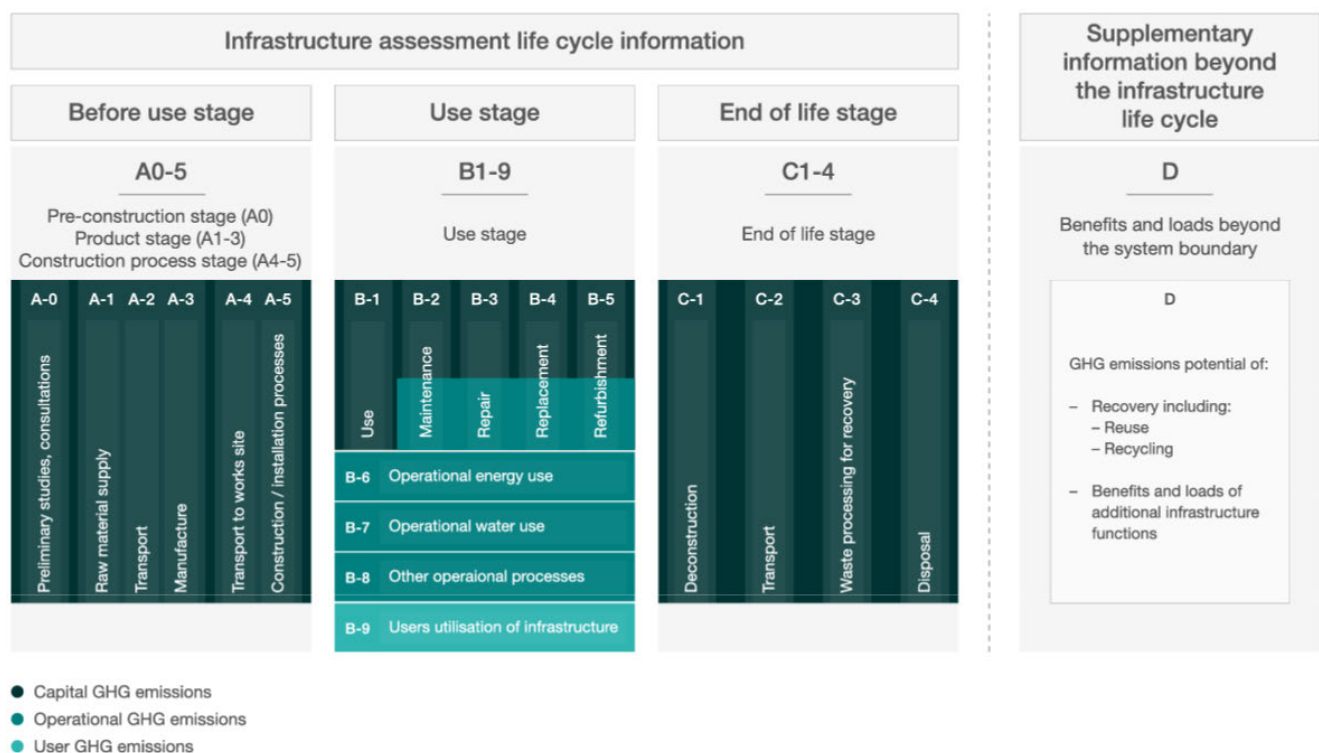 Infrastructure assessment life cycle information
Supplementary
information beyond
the infrastructure
life cycle
Before use stage
Use stage
End of life stage
A0-5
Pre-construction stage (A0)
Product stage (A1-3)
Construction process stage (A4-5)
B1-9
Use stage
C1-4
End of life stage
D
Benefits and loads beyond
the system boundary
A-0
Preliminary studies, consultations
A-1
Raw material supply
A-2
Transport
A-3
Manufacture
A-4
Transport to works site
A-5
Construction / installation processes
B-1
Use
B-2
Maintenance
B-3
Repair
B-4
Replacement
B-5
Refurbishment
B-6 Operational energy use
B-7 Operational water use
B-8 Other operaional processes
B-9 Users utilisation of infrastructure
C-1
Deconstruction
C-2
Transport
C-3
Waste processing for recovery
C-4
Disposal
D
GHG emissions potential of:
– Recovery including:
– Reuse
– Recycling
– Benefits and loads of
additional infrastructure
functions
Capital GHG emissions
Operational GHG emissions
User GHG emissions